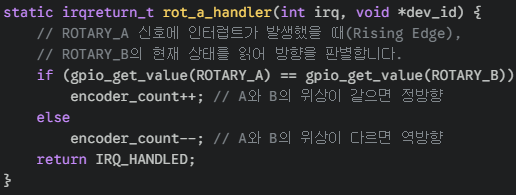 static irqreturn_t rot_a_handler(int irq, void *dev_id) {
// ROTARY_A 신호에 인터럽트가 발생했을 때(Rising Edge),
// ROTARY_B의 현재 상태를 읽어 방향을 판별합니다.
if (gpio_get_value(ROTARY_A) == gpio_get_value(ROTARY_B))
encoder_count++; // A와 B의 위상이 같으면 정방향
else
encoder_count--; // A와 B의 위상이 다르면 역방향
return IRQ_HANDLED;
}